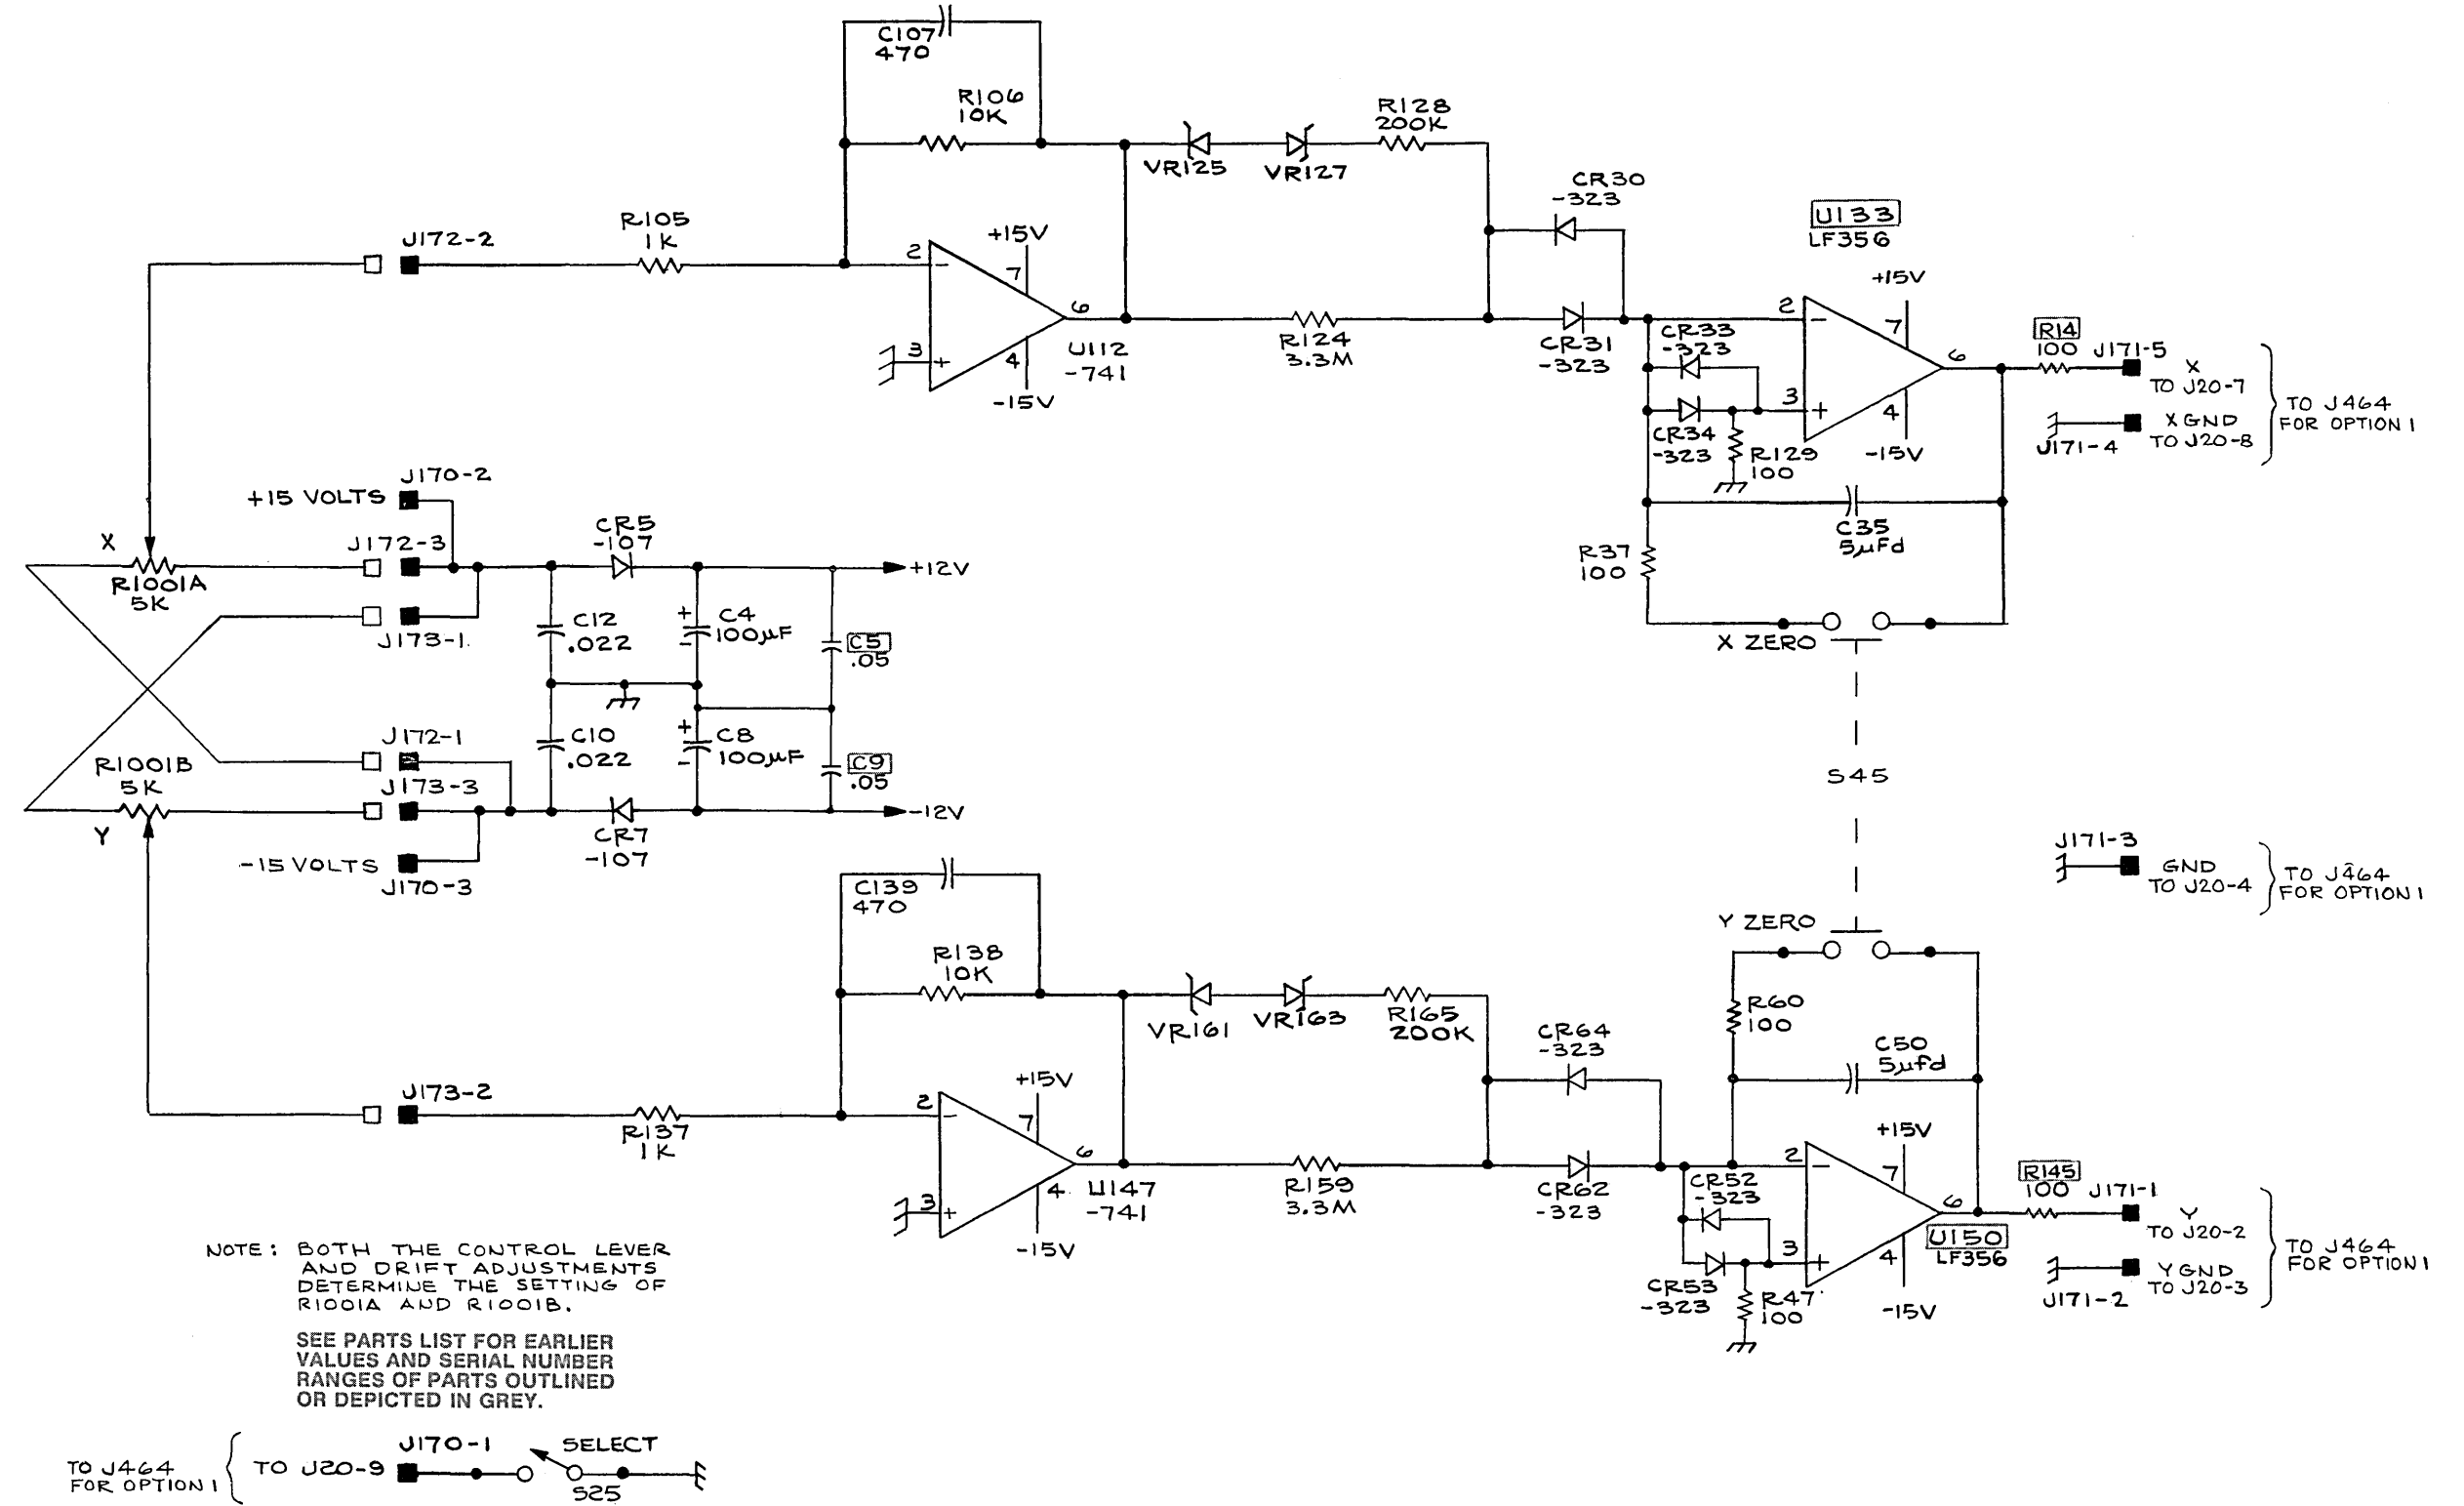 C107
470
R106
10K
R128
200K
VR125
VR127
CR30
-323
U133
LF356
J172-2
R105
1K
+15V
2
-
7
6
3
+
4
U112
-741
-15V
R124
3.3M
CR31
-323
CR33
-323
CR34
-323
R129
100
2
-
+15V
7
6
3
+
4
-15V
R14
100
J171-5
X
TO J20-7
X GND
TO J20-8
J171-4
TO J464
FOR OPTION 1
C35
5µFd
R37
100
X ZERO
J170-2
+15 VOLTS
X
J172-3
R1001A
5K
J173-1
CR5
-107
+12V
C12
.022
+
C4
100µF
-
C5
.05
C10
.022
+
C8
100µF
-
C9
.05
J172-1
R1001B
5K
J173-3
Y
-15 VOLTS
J170-3
CR7
-107
-12V
S45
J171-3
GND
TO J20-4
TO J464
FOR OPTION 1
C139
470
R138
10K
VR161
VR163
R165
200K
CR64
-323
Y ZERO
R60
100
C50
5µfd
J173-2
R137
1K
2
-
+15V
7
6
3
+
4
U147
-741
-15V
R159
3.3M
CR62
-323
CR52
-323
CR53
-323
R47
100
2
-
+15V
7
6
3
+
4
-15V
U150
LF356
R145
100
J171-1
Y
TO J20-2
Y GND
TO J20-3
J171-2
TO J464
FOR OPTION 1
NOTE: BOTH THE CONTROL LEVER
AND DRIFT ADJUSTMENTS
DETERMINE THE SETTING OF
R1001A AND R1001B.
SEE PARTS LIST FOR EARLIER
VALUES AND SERIAL NUMBER
RANGES OF PARTS OUTLINED
OR DEPICTED IN GREY.
TO J464
FOR OPTION 1
TO J20-9
J170-1
SELECT
S25